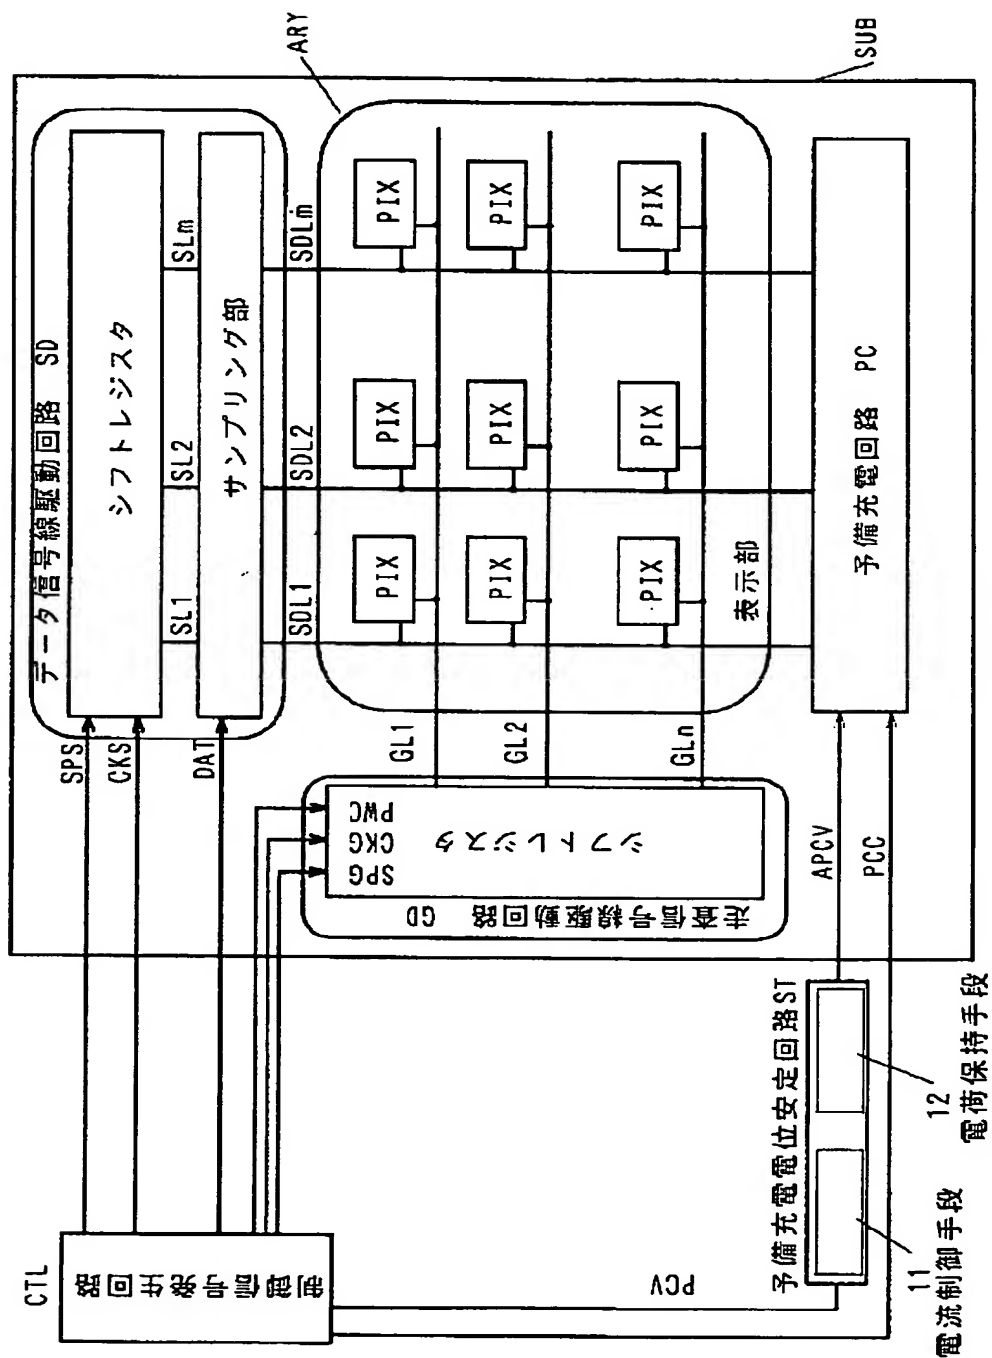 ARY
SUB
データ信号線駆動回路 SD
シフトレジスタ
SL1
SL2
SLm
サンプリング部
SDL1
SDL2
SDLm
SPS
CKS
DAT
PIX
PIX
PIX
GL1
PIX
PIX
PIX
GL2
PIX
PIX
PIX
GLn
表示部
SPG
CKG
PWC
シフトレジスタ
走査信号線駆動回路 GD
予備充電回路 PC
APCV
PCC
CTL
制御信号発生回路
PCV
予備充電電位安定回路ST
11
電流制御手段
12
電荷保持手段